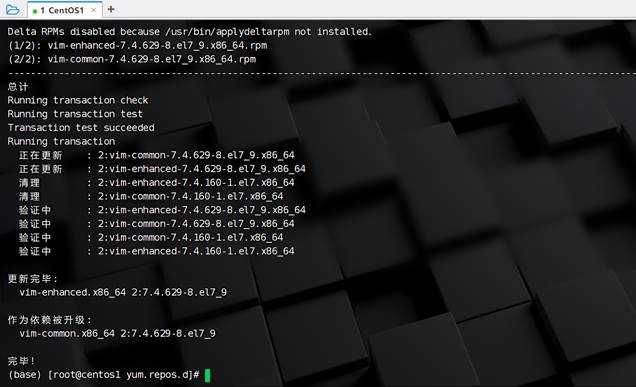 1 CentOS1 × +
Delta RPMs disabled because /usr/bin/applydeltarpm not installed.
(1/2): vim-enhanced-7.4.629-8.el7_9.x86_64.rpm
(2/2): vim-common-7.4.629-8.el7_9.x86_64.rpm
--------------------------------------------------------------------------------
总计
Running transaction check
Running transaction test
Transaction test succeeded
Running transaction
正在更新 : 2:vim-common-7.4.629-8.el7_9.x86_64
正在更新 : 2:vim-enhanced-7.4.629-8.el7_9.x86_64
清理 : 2:vim-enhanced-7.4.160-1.el7.x86_64
清理 : 2:vim-common-7.4.160-1.el7.x86_64
验证中 : 2:vim-enhanced-7.4.629-8.el7_9.x86_64
验证中 : 2:vim-common-7.4.629-8.el7_9.x86_64
验证中 : 2:vim-common-7.4.160-1.el7.x86_64
验证中 : 2:vim-enhanced-7.4.160-1.el7.x86_64
更新完毕:
vim-enhanced.x86_64 2:7.4.629-8.el7_9
作为依赖被升级:
vim-common.x86_64 2:7.4.629-8.el7_9
完毕！
(base) [root@centos1 yum.repos.d]#